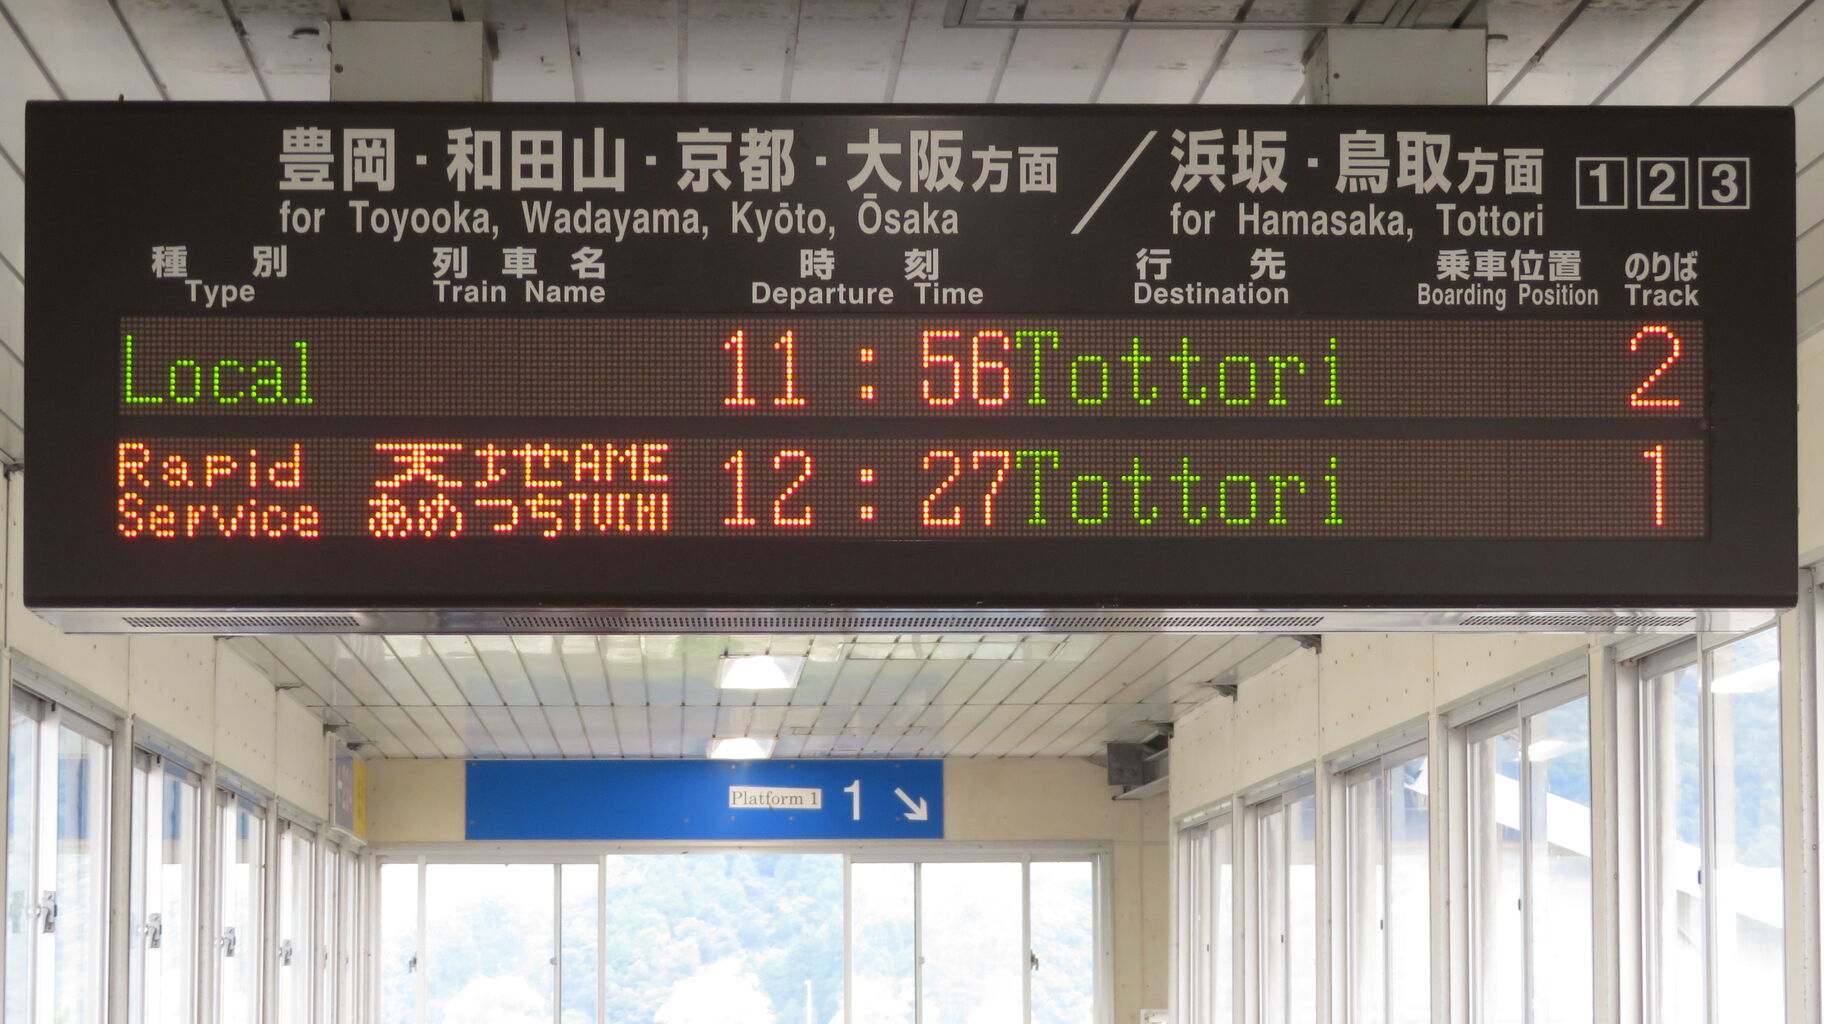 豊岡・和田山・京都・大阪方面／浜坂・鳥取方面 1 2 3
for Toyooka, Wadayama, Kyōto, Ōsaka for Hamasaka, Tottori
種別 列車名 時刻 行先 乗車位置 のりば
Type Train Name Departure Time Destination Boarding Position Track
Local 11:56 Tottori 2
Rapid Service 天地 あめつち AME TUCHI 12:27 Tottori 1
Platform 1 1 ↘